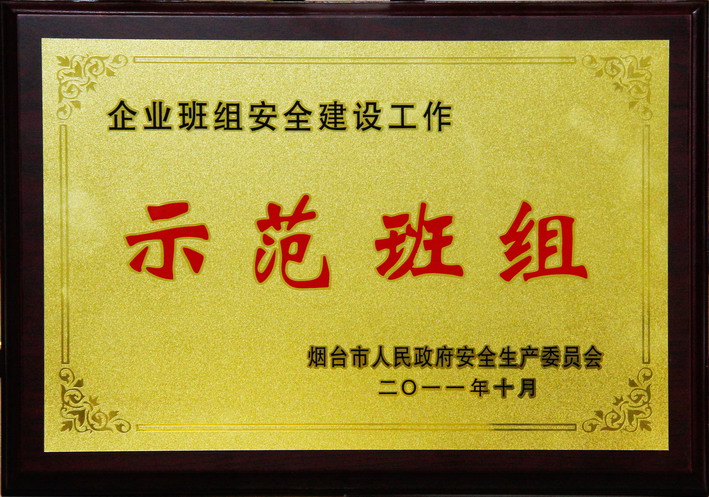 企业班组安全建设工作
示范班组
烟台市人民政府安全生产委员会
二〇一一年十月